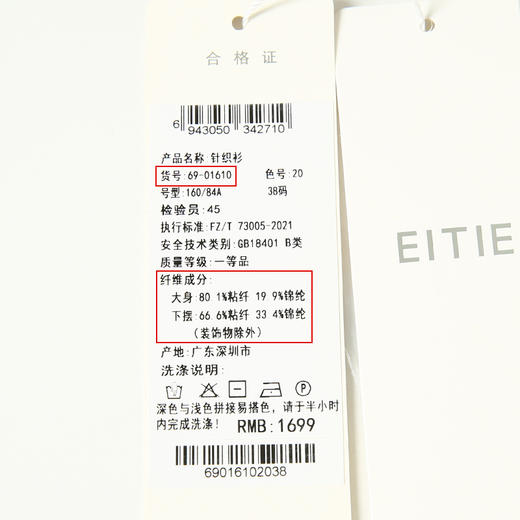 合格证
6 943050 342710
产品名称:针织衫
货号:69-01610 色号:20
号型:160/84A 3B码
检验员:45
执行标准:FZ/T 73005-2021
安全技术类别:GB18401 B类
质量等级:一等品
纤维成分:
大身:80 1%粘纤 19 9%锦纶
下摆:66.6%粘纤 33 4%锦纶
(装饰物除外)
产地:广东深圳市
洗涤说明:
深色与浅色拼接易搭色,请于半小时
内完成洗涤! RMB:1699
69016102038
EITIE